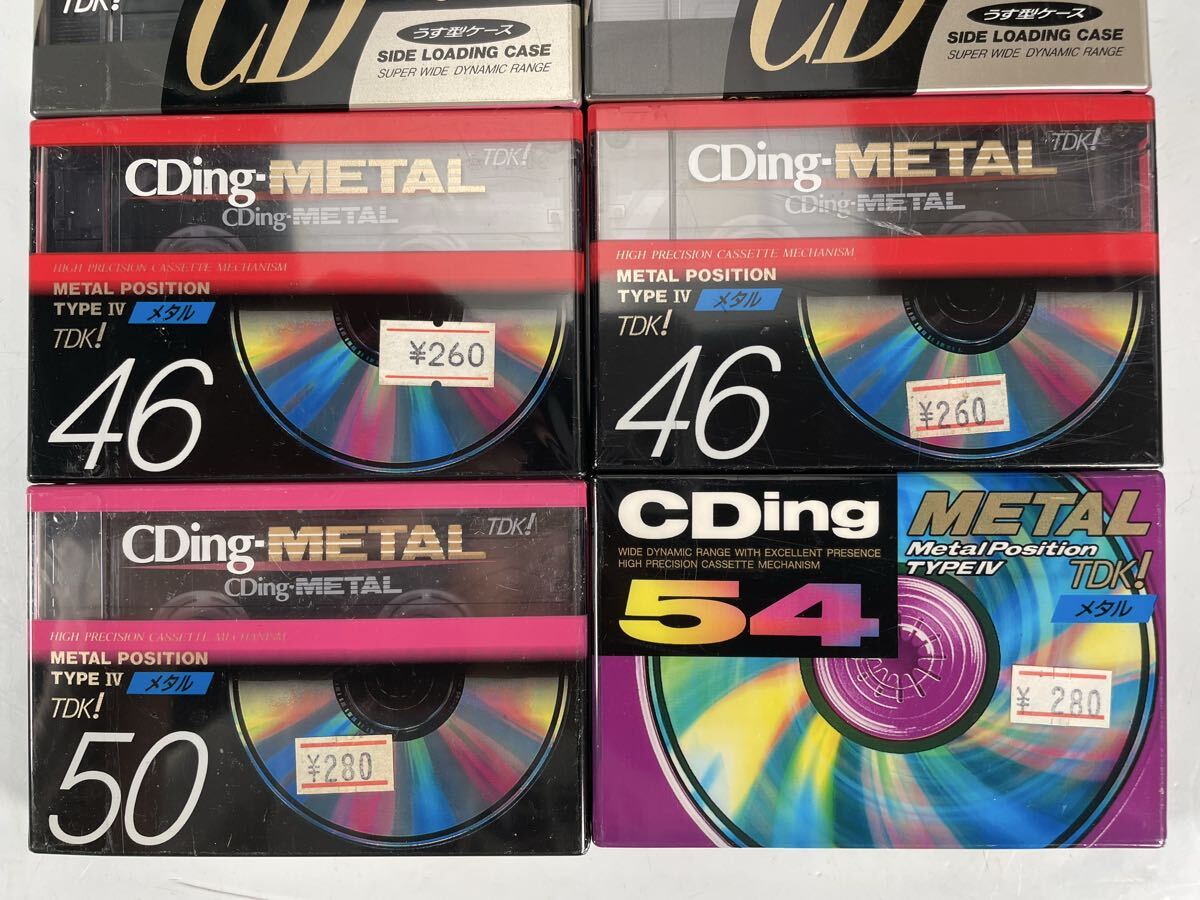 TDK!
CD
うす型ケース
SIDE LOADING CASE
SUPER WIDE DYNAMIC RANGE
CD
うす型ケース
SIDE LOADING CASE
SUPER WIDE DYNAMIC RANGE
CDing-METAL
TDK!
CDing-METAL
HIGH PRECISION CASSETTE MECHANISM
METAL POSITION
TYPE IV メタル
TDK!
46
¥260
CDing-METAL
TDK!
CDing-METAL
HIGH PRECISION CASSETTE MECHANISM
METAL POSITION
TYPE IV メタル
TDK!
46
¥260
CDing-METAL
TDK!
CDing-METAL
HIGH PRECISION CASSETTE MECHANISM
METAL POSITION
TYPE IV メタル
TDK!
50
¥280
CDing METAL
WIDE DYNAMIC RANGE WITH EXCELLENT PRESENCE
HIGH PRECISION CASSETTE MECHANISM
54
Metal Position
TYPE IV
TDK!
メタル
¥ 280